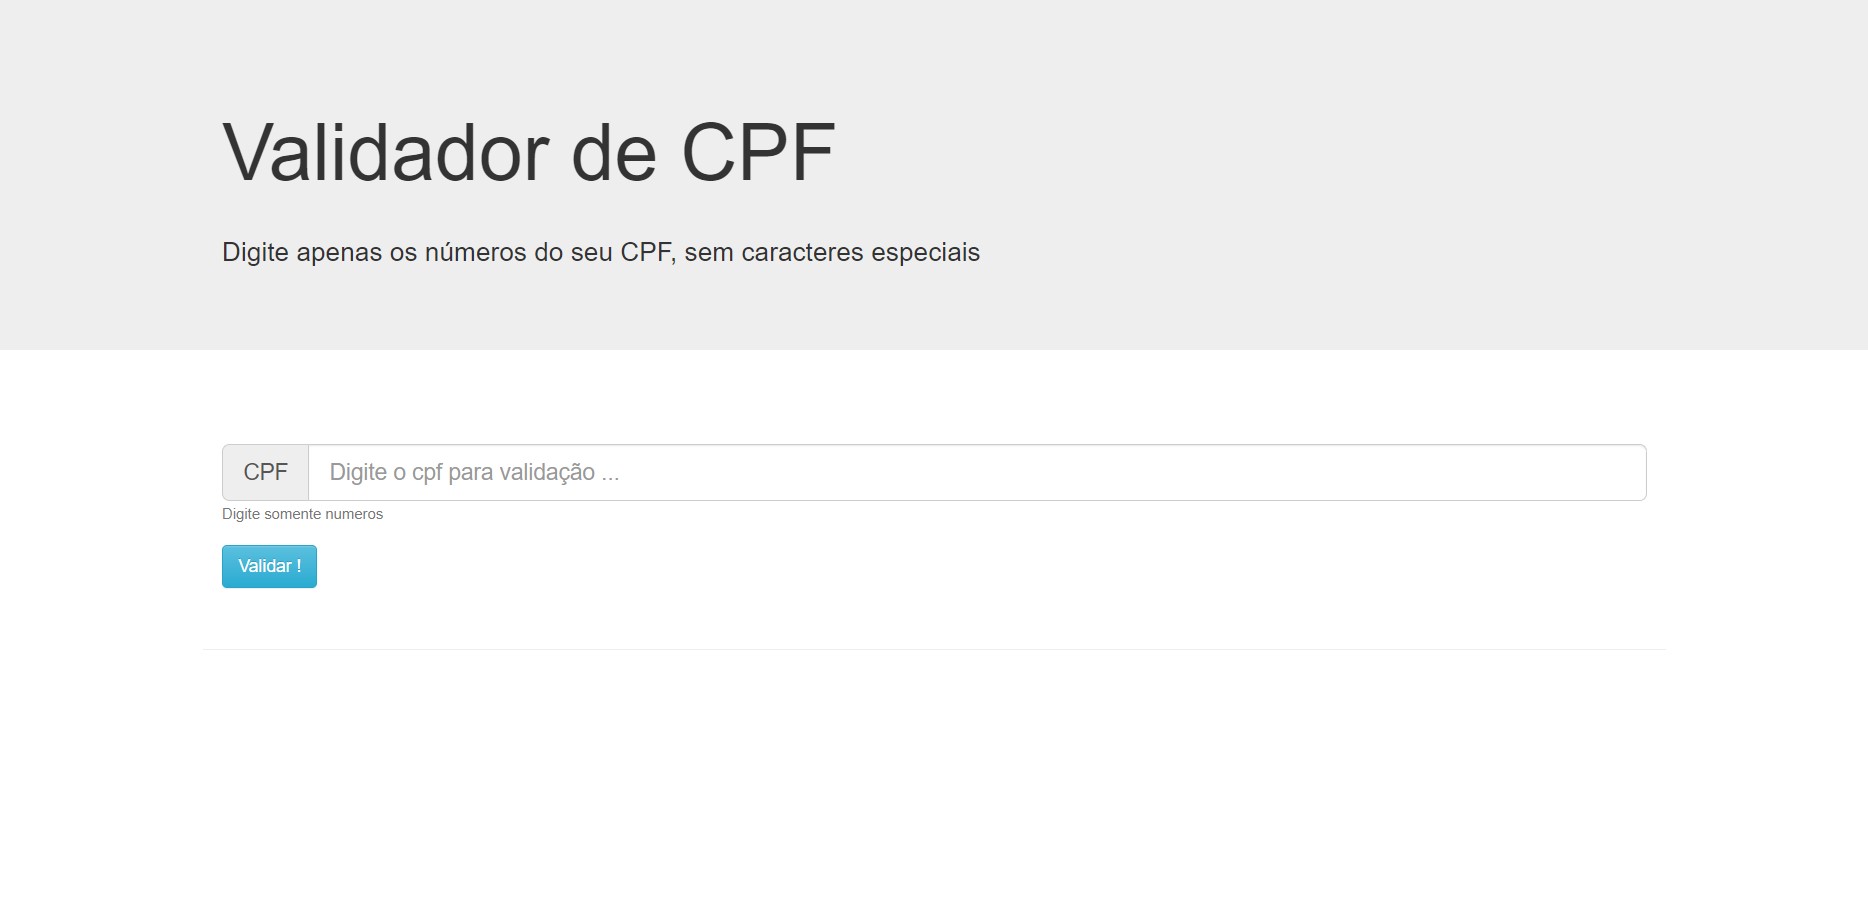 Validador de CPF
Digite apenas os números do seu CPF, sem caracteres especiais
CPF Digite o cpf para validação ...
Digite somente numeros
Validar !